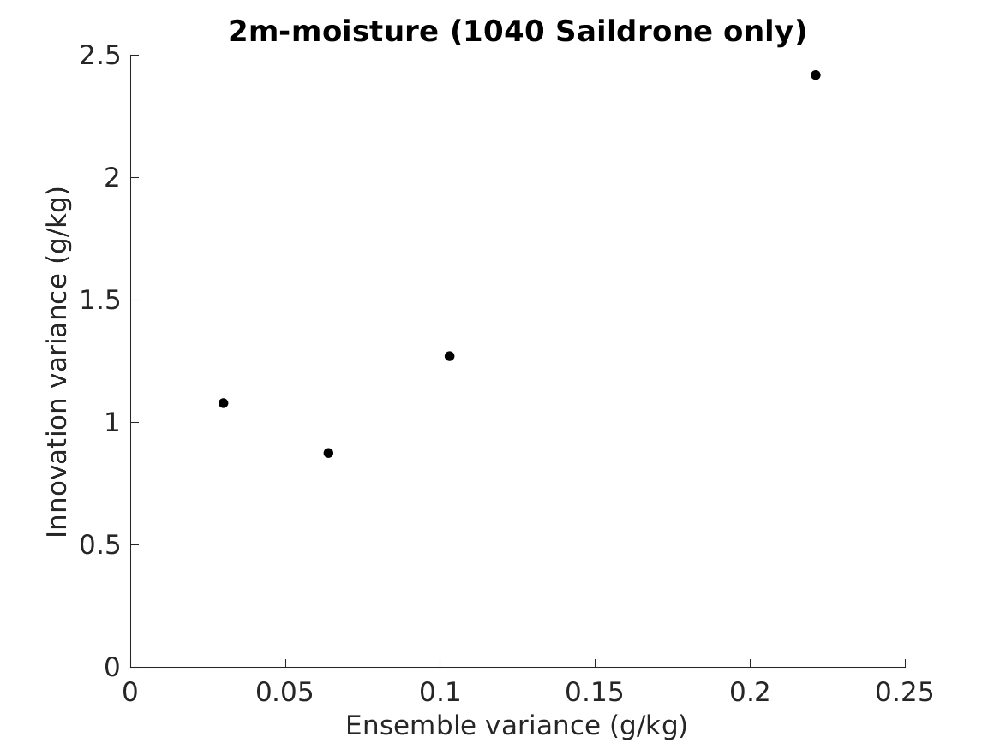 2m-moisture (1040 Saildrone only)
2.5
2
1.5
1
0.5
0
Innovation variance (g/kg)
0 0.05 0.1 0.15 0.2 0.25
Ensemble variance (g/kg)